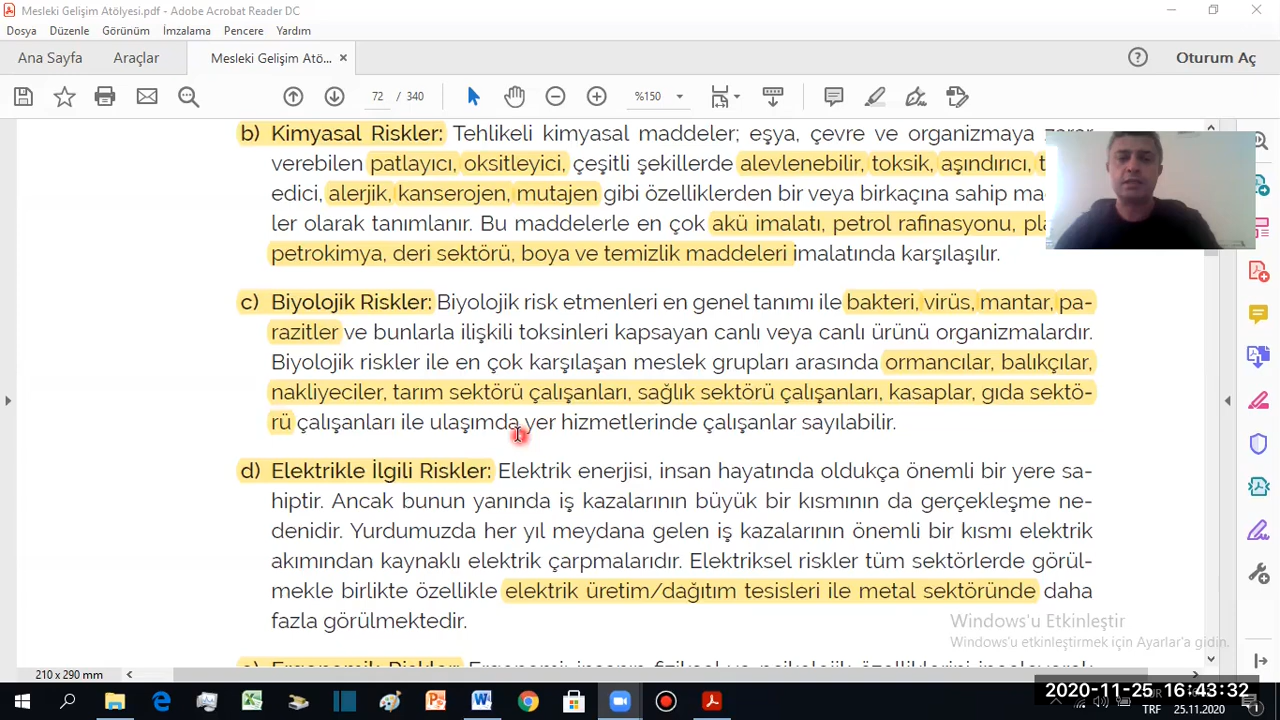 Mesleki Gelişim Atölyesi.pdf - Adobe Acrobat Reader DC
Dosya Düzenle Görünüm İmzalama Pencere Yardım
Ana Sayfa Araçlar Mesleki Gelişim Atö... × Oturum Aç
72 / 340 %150
b) Kimyasal Riskler: Tehlikeli kimyasal maddeler; eşya, çevre ve organizmaya zarar
verebilen patlayıcı, oksitleyici, çeşitli şekillerde alevlenebilir, toksik, aşındırıcı,
edici, alerjik, kanserojen, mutajen gibi özelliklerden bir veya birkaçına sahip
ler olarak tanımlanır. Bu maddelerle en çok akü imalatı, petrol rafinasyonu,
petrokimya, deri sektörü, boya ve temizlik maddeleri imalatında karşılaşılır.
c) Biyolojik Riskler: Biyolojik risk etmenleri en genel tanımı ile bakteri, virüs, mantar, pa-
razitler ve bunlarla ilişkili toksinleri kapsayan canlı veya canlı ürünü organizmalardır.
Biyolojik riskler ile en çok karşılaşan meslek grupları arasında ormancılar, balıkçılar,
nakliyeciler, tarım sektörü çalışanları, sağlık sektörü çalışanları, kasaplar, gıda sektö-
rü çalışanları ile ulaşımda yer hizmetlerinde çalışanlar sayılabilir.
d) Elektrikle İlgili Riskler: Elektrik enerjisi, insan hayatında oldukça önemli bir yere sa-
hiptir. Ancak bunun yanında iş kazalarının büyük bir kısmının da gerçekleşme ne-
denidir. Yurdumuzda her yıl meydana gelen iş kazalarının önemli bir kısmı elektrik
akımından kaynaklı elektrik çarpmalarıdır. Elektriksel riskler tüm sektörlerde görül-
mekle birlikte özellikle elektrik üretim/dağıtım tesisleri ile metal sektöründe daha
fazla görülmektedir.
Windows'u Etkinleştir
Windows'u etkinleştirmek için Ayarlar'a gidin.
e) Ergonomik Riskler: Ergonomi; insanın fiziksel ve psikolojik özelliklerini inceleyerek
210 x 290 mm
2020-11-25 16:43:32
TRF 25.11.2020